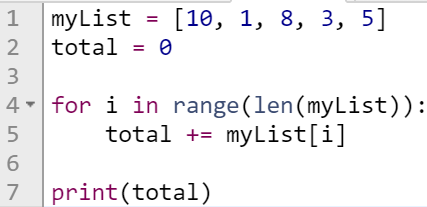 1 myList = [10, 1, 8, 3, 5]
2 total = 0
3
4 for i in range(len(myList)):
5     total += myList[i]
6
7 print(total)